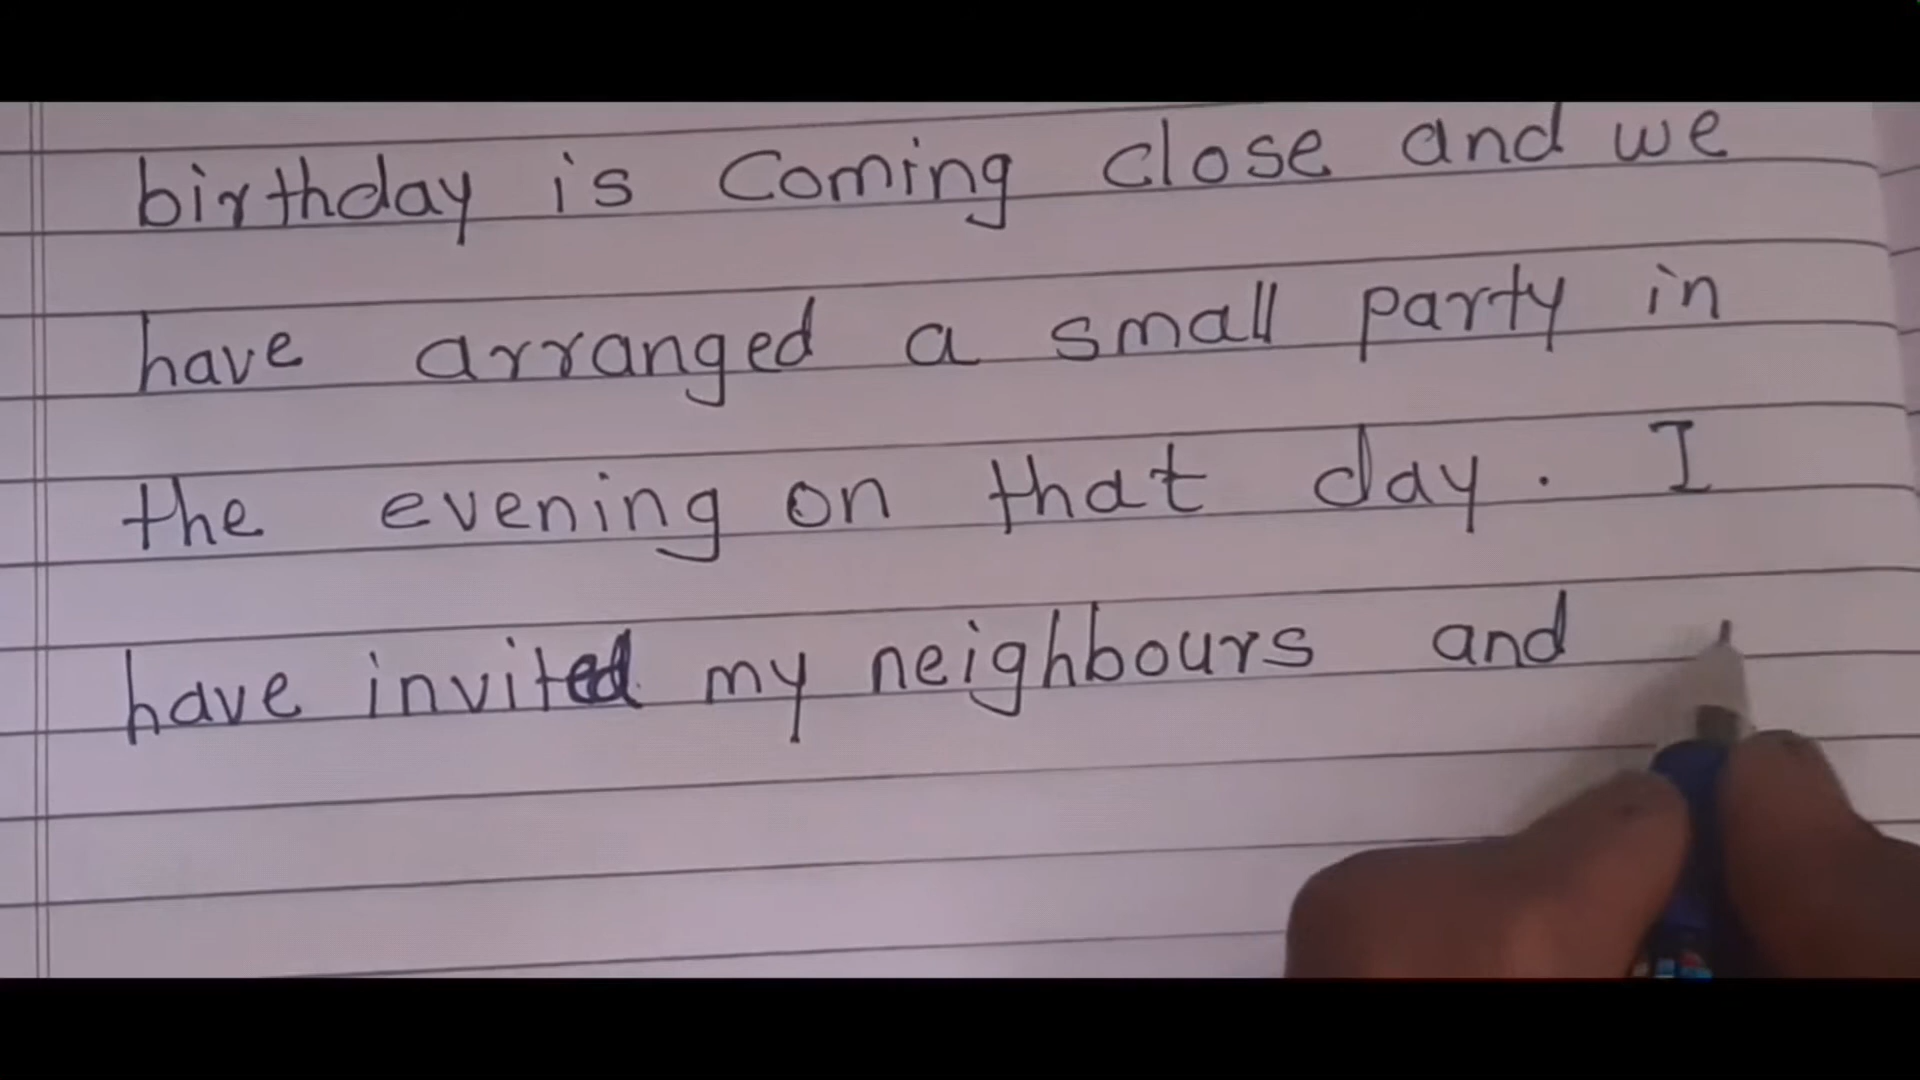 birthday is Coming close and we
have arranged a small party in
the evening on that day. I
have invited my neighbours and